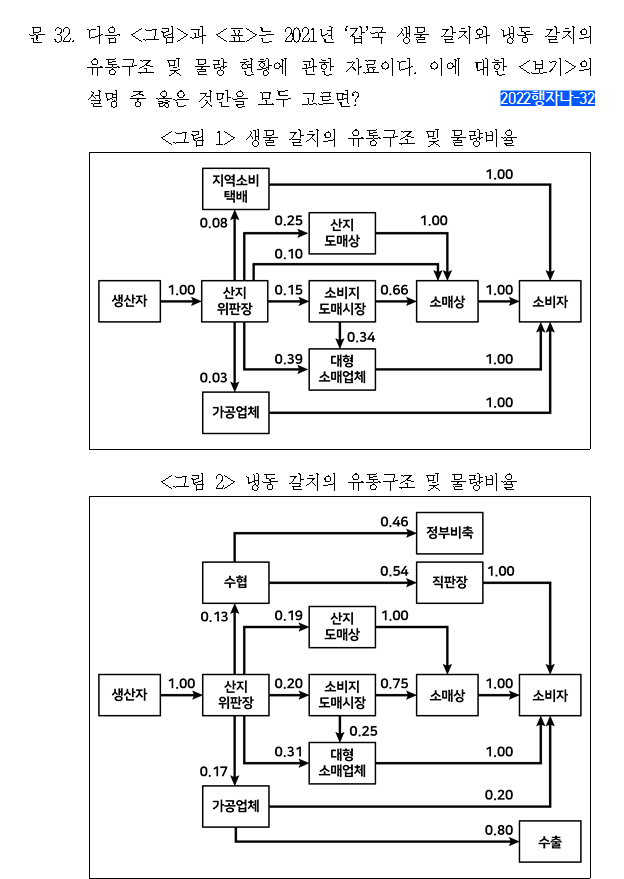 문 32. 다음 <그림>과 <표>는 2021년 ‘갑’국 생물 갈치와 냉동 갈치의
유통구조 및 물량 현황에 관한 자료이다. 이에 대한 <보기>의
설명 중 옳은 것만을 모두 고르면? 2022행자나-32
<그림 1> 생물 갈치의 유통구조 및 물량비율
지역소비
택배
1.00
0.08
0.25
산지
도매상
1.00
0.10
생산자
1.00
산지
위판장
0.15
소비지
도매시장
0.66
소매상
1.00
소비자
0.34
0.39
대형
소매업체
1.00
0.03
가공업체
1.00
<그림 2> 냉동 갈치의 유통구조 및 물량비율
0.46
정부비축
수협
0.54
직판장
1.00
0.13
0.19
산지
도매상
1.00
생산자
1.00
산지
위판장
0.20
소비지
도매시장
0.75
소매상
1.00
소비자
0.25
0.31
대형
소매업체
1.00
0.17
가공업체
0.20
0.80
수출